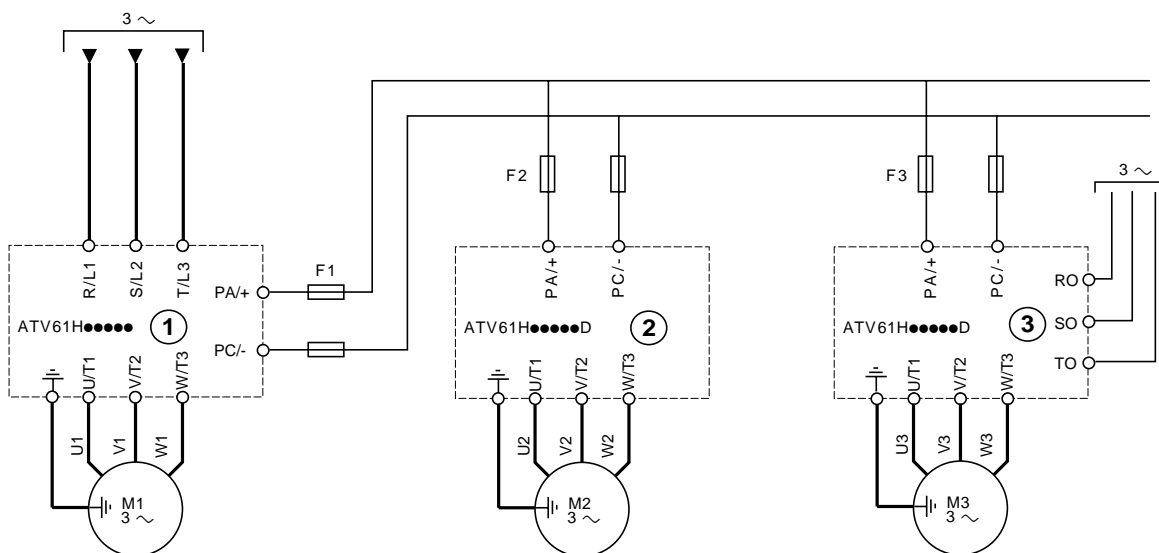 3 ~
F2
F3
3 ~
R/L1
S/L2
T/L3
PA/+
F1
PA/+
PC/-
PA/+
PC/-
RO
ATV61H●●●●●
1
ATV61H●●●●●D
2
ATV61H●●●●●D
3
SO
PC/-
TO
U/T1
V/T2
W/T3
U/T1
V/T2
W/T3
U/T1
V/T2
W/T3
U1
V1
W1
U2
V2
W2
U3
V3
W3
M1
3 ~
M2
3 ~
M3
3 ~